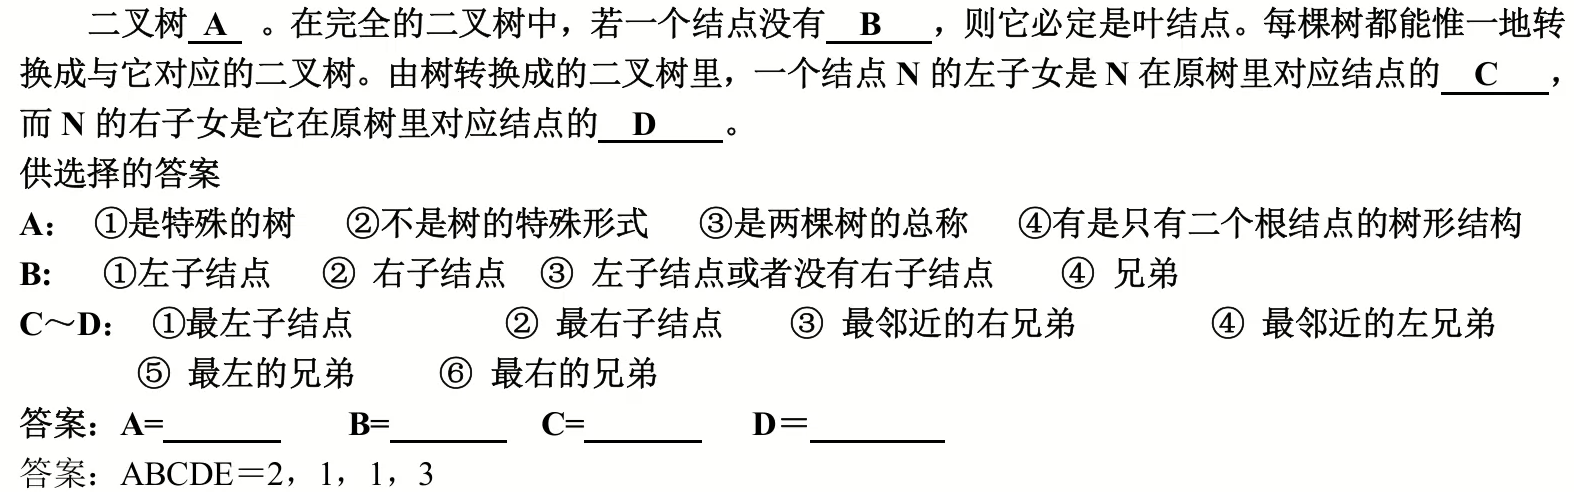 二叉树 A 。在完全的二叉树中，若一个结点没有 B ，则它必定是叶结点。每棵树都能惟一地转
换成与它对应的二叉树。由树转换成的二叉树里，一个结点 N 的左子女是 N 在原树里对应结点的 C ，
而 N 的右子女是它在原树里对应结点的 D 。
供选择的答案
A： ①是特殊的树 ②不是树的特殊形式 ③是两棵树的总称 ④有是只有二个根结点的树形结构
B: ①左子结点 ② 右子结点 ③ 左子结点或者没有右子结点 ④ 兄弟
C～D： ①最左子结点 ② 最右子结点 ③ 最邻近的右兄弟 ④ 最邻近的左兄弟
⑤ 最左的兄弟 ⑥ 最右的兄弟
答案：A=______ B=______ C=______ D＝______
答案：ABCDE＝2，1，1，3